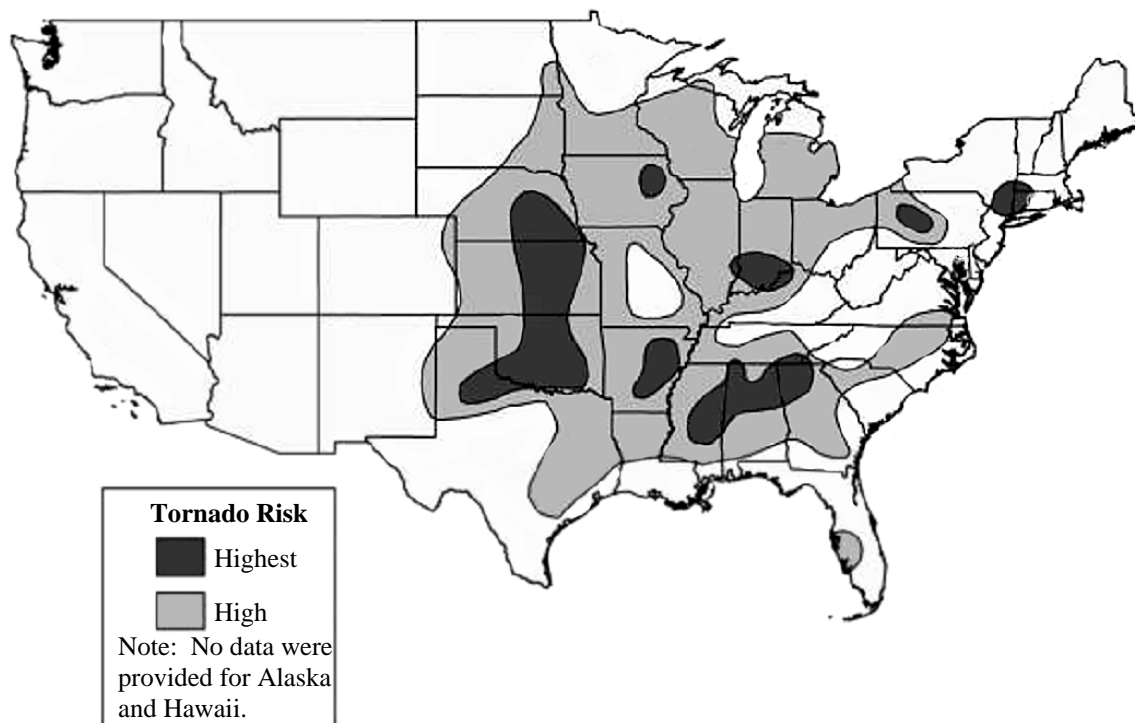 Tornado Risk
Highest
High
Note: No data were
provided for Alaska
and Hawaii.